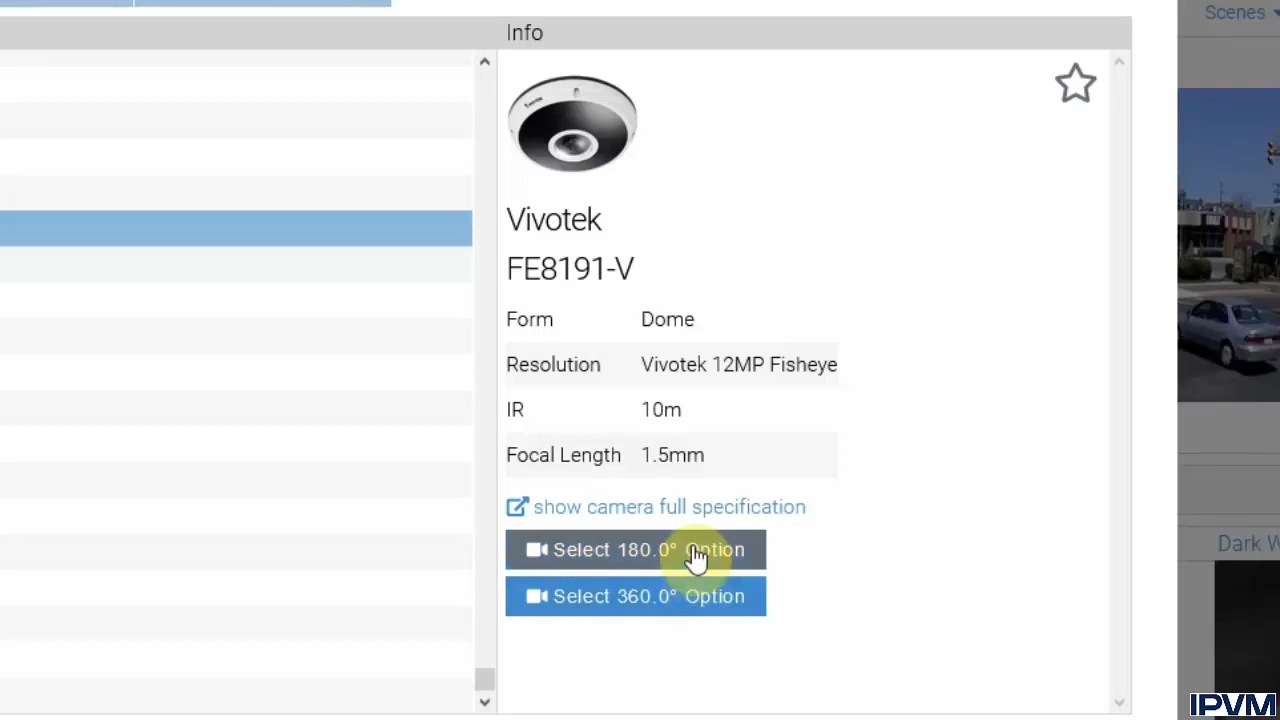 Scenes
Info
Vivotek
FE8191-V
Form Dome
Resolution Vivotek 12MP Fisheye
IR 10m
Focal Length 1.5mm
show camera full specification
Select 180.0° Option
Select 360.0° Option
Dark
IPVM